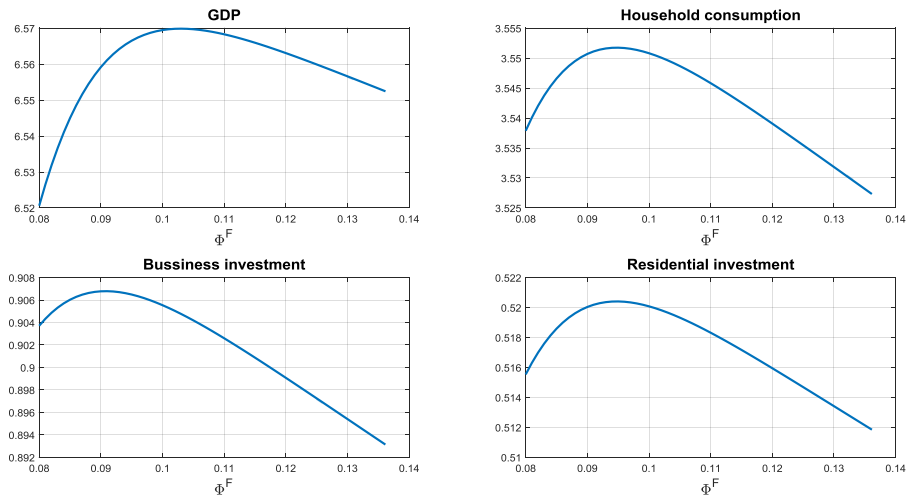 GDP
6.57
6.56
6.55
6.54
6.53
6.52
0.08 0.09 0.1 0.11 0.12 0.13 0.14
Φ^F
Household consumption
3.555
3.55
3.545
3.54
3.535
3.53
3.525
0.08 0.09 0.1 0.11 0.12 0.13 0.14
Φ^F
Bussiness investment
0.908
0.906
0.904
0.902
0.9
0.898
0.896
0.894
0.892
0.08 0.09 0.1 0.11 0.12 0.13 0.14
Φ^F
Residential investment
0.522
0.52
0.518
0.516
0.514
0.512
0.51
0.08 0.09 0.1 0.11 0.12 0.13 0.14
Φ^F